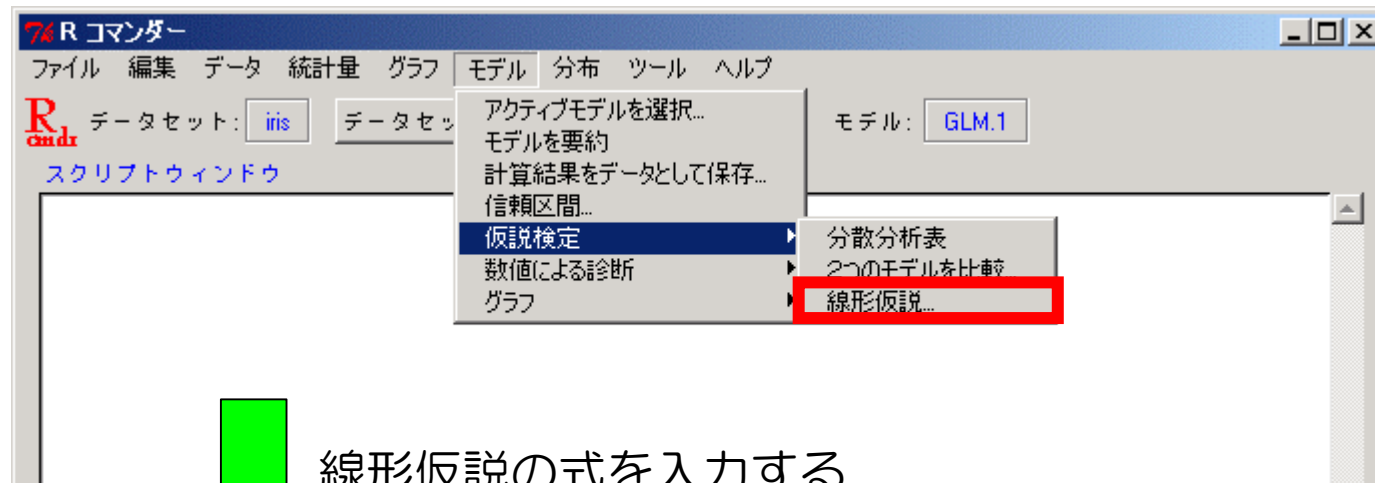 R コマンダー
ファイル 編集 データ 統計量 グラフ モデル 分布 ツール ヘルプ
Rcmdr データセット: iris データセッ モデル: GLM.1
スクリプトウィンドウ
アクティブモデルを選択...
モデルを要約
計算結果をデータとして保存...
信頼区間...
仮説検定
数値による診断
グラフ
分散分析表
2つのモデルを比較...
線形仮説...
線形仮説の式を入力する